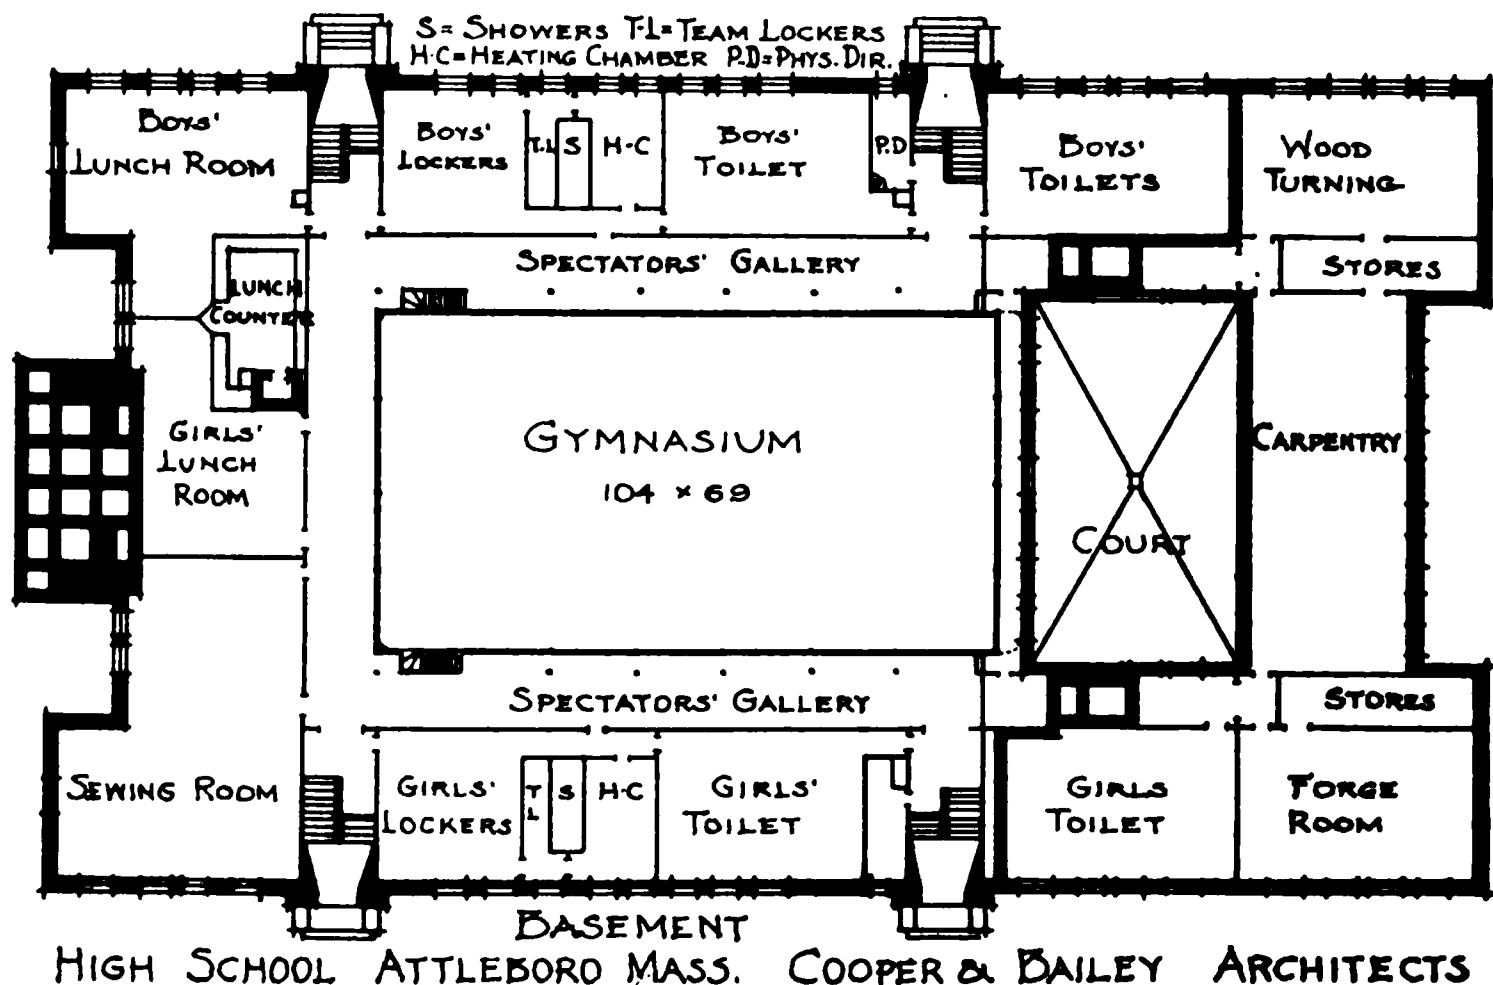 S = SHOWERS T·L = TEAM LOCKERS
H·C = HEATING CHAMBER P.D = PHYS. DIR.
BOYS'
LUNCH ROOM
BOYS'
LOCKERS
T.L
S
H-C
BOYS'
TOILET
P.D
BOYS'
TOILETS
WOOD
TURNING
SPECTATORS' GALLERY
STORES
LUNCH
COUNTER
GIRLS'
LUNCH
ROOM
GYMNASIUM
104 × 69
COURT
CARPENTRY
SPECTATORS' GALLERY
STORES
SEWING ROOM
GIRLS'
LOCKERS
T
L
S
H-C
GIRLS'
TOILET
GIRLS
TOILET
FORGE
ROOM
BASEMENT
HIGH SCHOOL ATTLEBORO MASS. COOPER & BAILEY ARCHITECTS